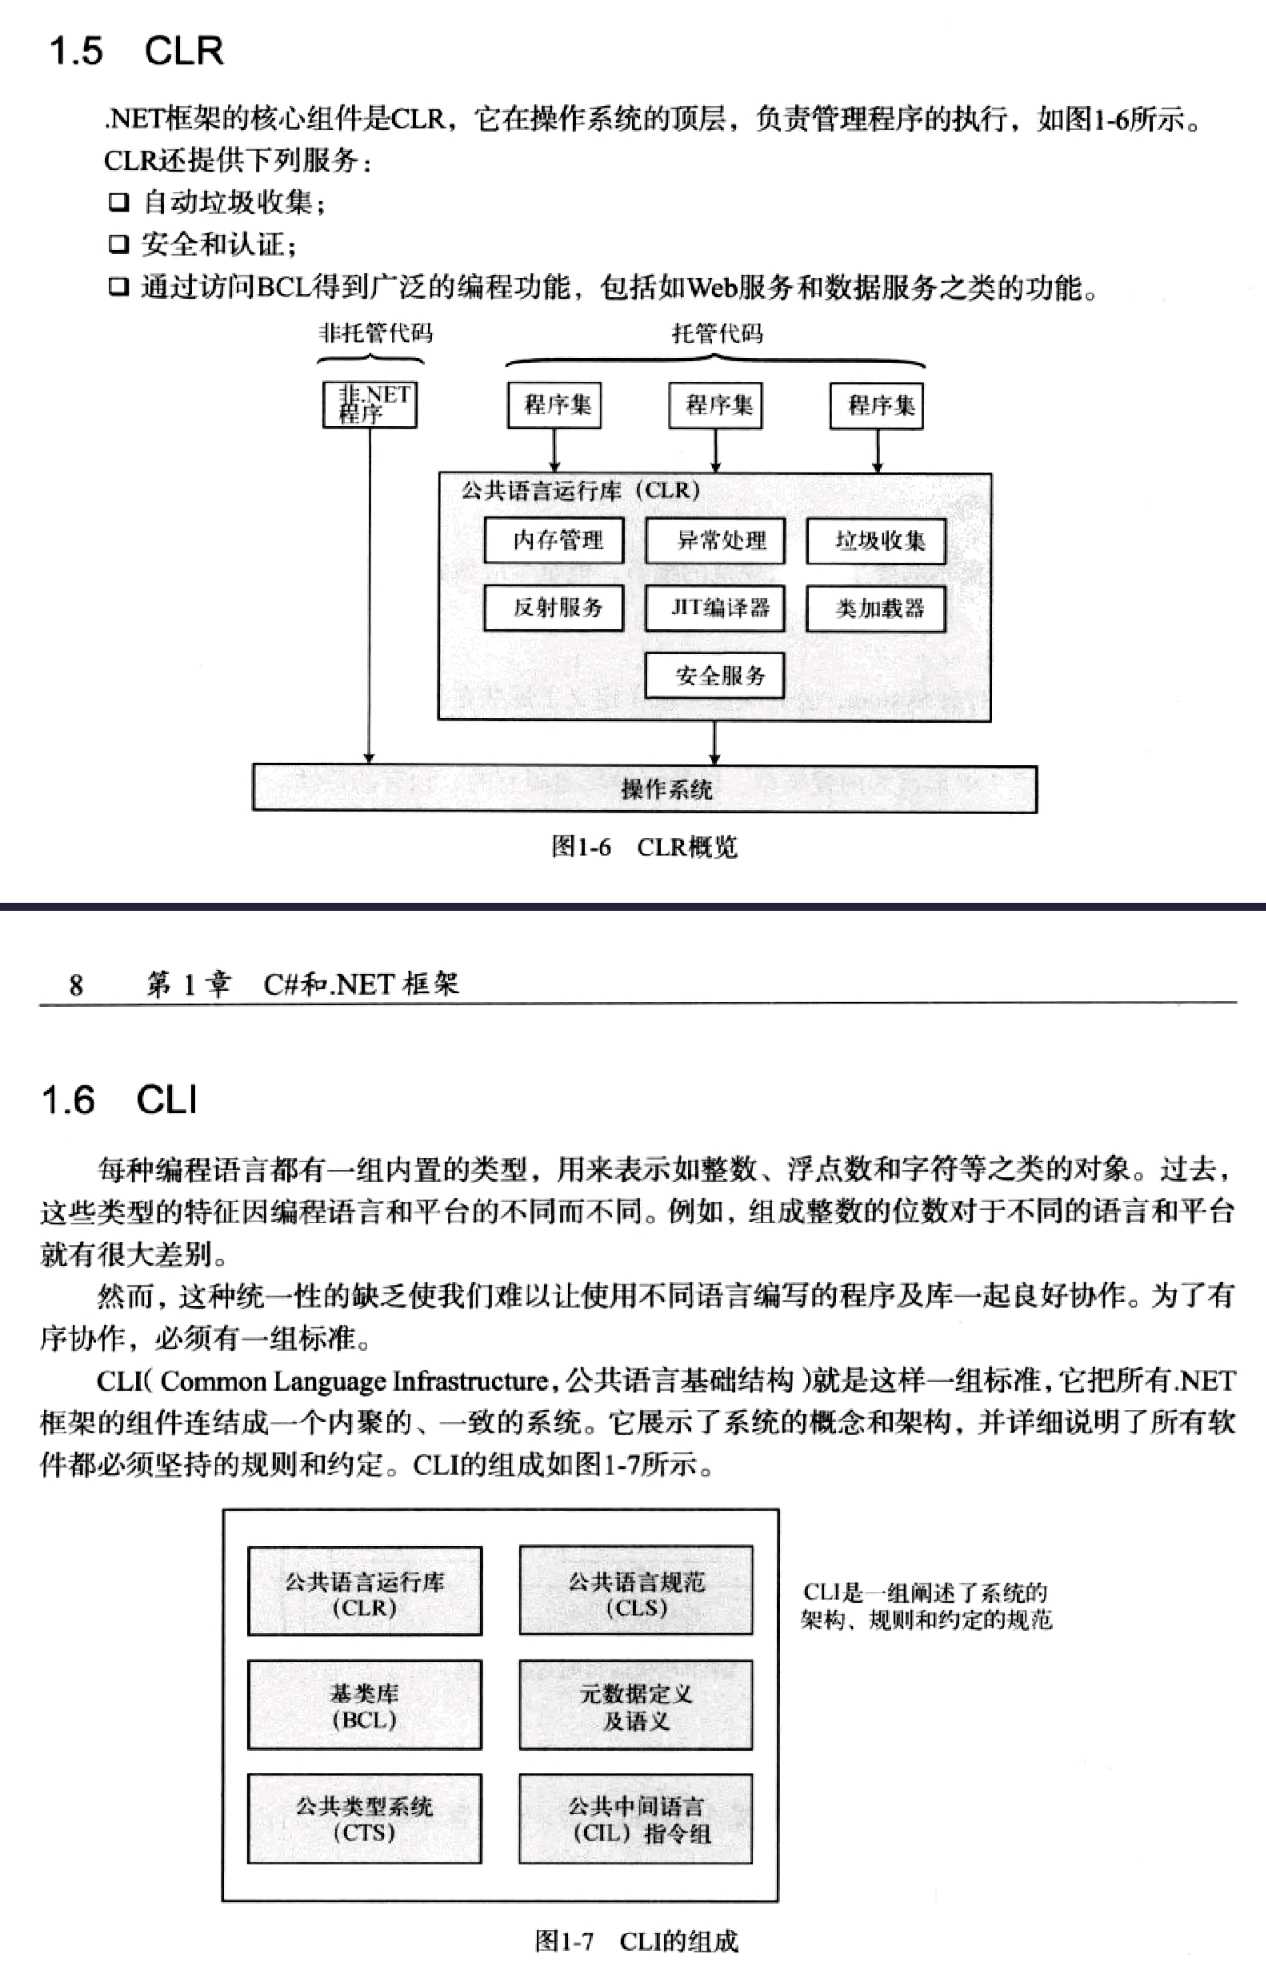 1.5 CLR
.NET框架的核心组件是CLR，它在操作系统的顶层，负责管理程序的执行，如图1-6所示。
CLR还提供下列服务：
❑ 自动垃圾收集；
❑ 安全和认证；
❑ 通过访问BCL得到广泛的编程功能，包括如Web服务和数据服务之类的功能。
非托管代码 托管代码
非.NET
程序
程序集 程序集 程序集
公共语言运行库（CLR）
内存管理 异常处理 垃圾收集
反射服务 JIT编译器 类加载器
安全服务
操作系统
图1-6 CLR概览
8 第1章 C#和.NET框架
1.6 CLI
每种编程语言都有一组内置的类型，用来表示如整数、浮点数和字符等之类的对象。过去，
这些类型的特征因编程语言和平台的不同而不同。例如，组成整数的位数对于不同的语言和平台
就有很大差别。
然而，这种统一性的缺乏使我们难以让使用不同语言编写的程序及库一起良好协作。为了有
序协作，必须有一组标准。
CLI（Common Language Infrastructure，公共语言基础结构）就是这样一组标准，它把所有.NET
框架的组件连结成一个内聚的、一致的系统。它展示了系统的概念和架构，并详细说明了所有软
件都必须坚持的规则和约定。CLI的组成如图1-7所示。
公共语言运行库
（CLR）
公共语言规范
（CLS）
CLI是一组阐述了系统的
架构、规则和约定的规范
基类库
（BCL）
元数据定义
及语义
公共类型系统
（CTS）
公共中间语言
（CIL）指令组
图1-7 CLI的组成